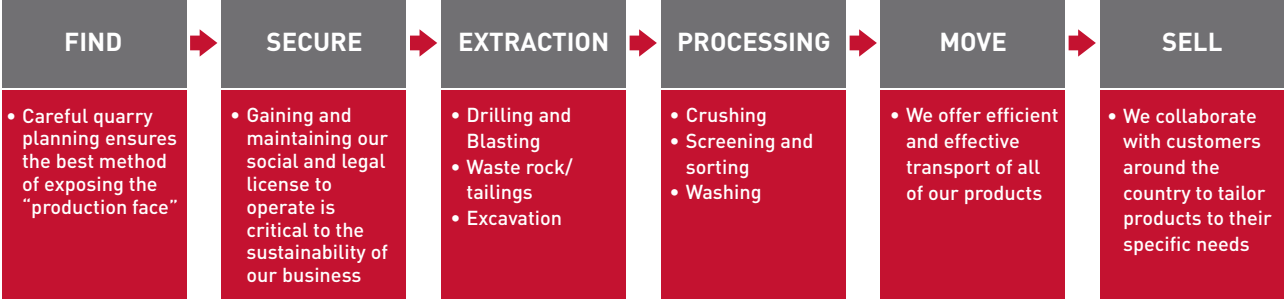 FIND
• Careful quarry
planning ensures
the best method
of exposing the
“production face”
SECURE
• Gaining and
maintaining our
social and legal
license to
operate is
critical to the
sustainability of
our business
EXTRACTION
• Drilling and
Blasting
• Waste rock/
tailings
• Excavation
PROCESSING
• Crushing
• Screening and
sorting
• Washing
MOVE
• We offer efficient
and effective
transport of all
of our products
SELL
• We collaborate
with customers
around the
country to tailor
products to their
specific needs